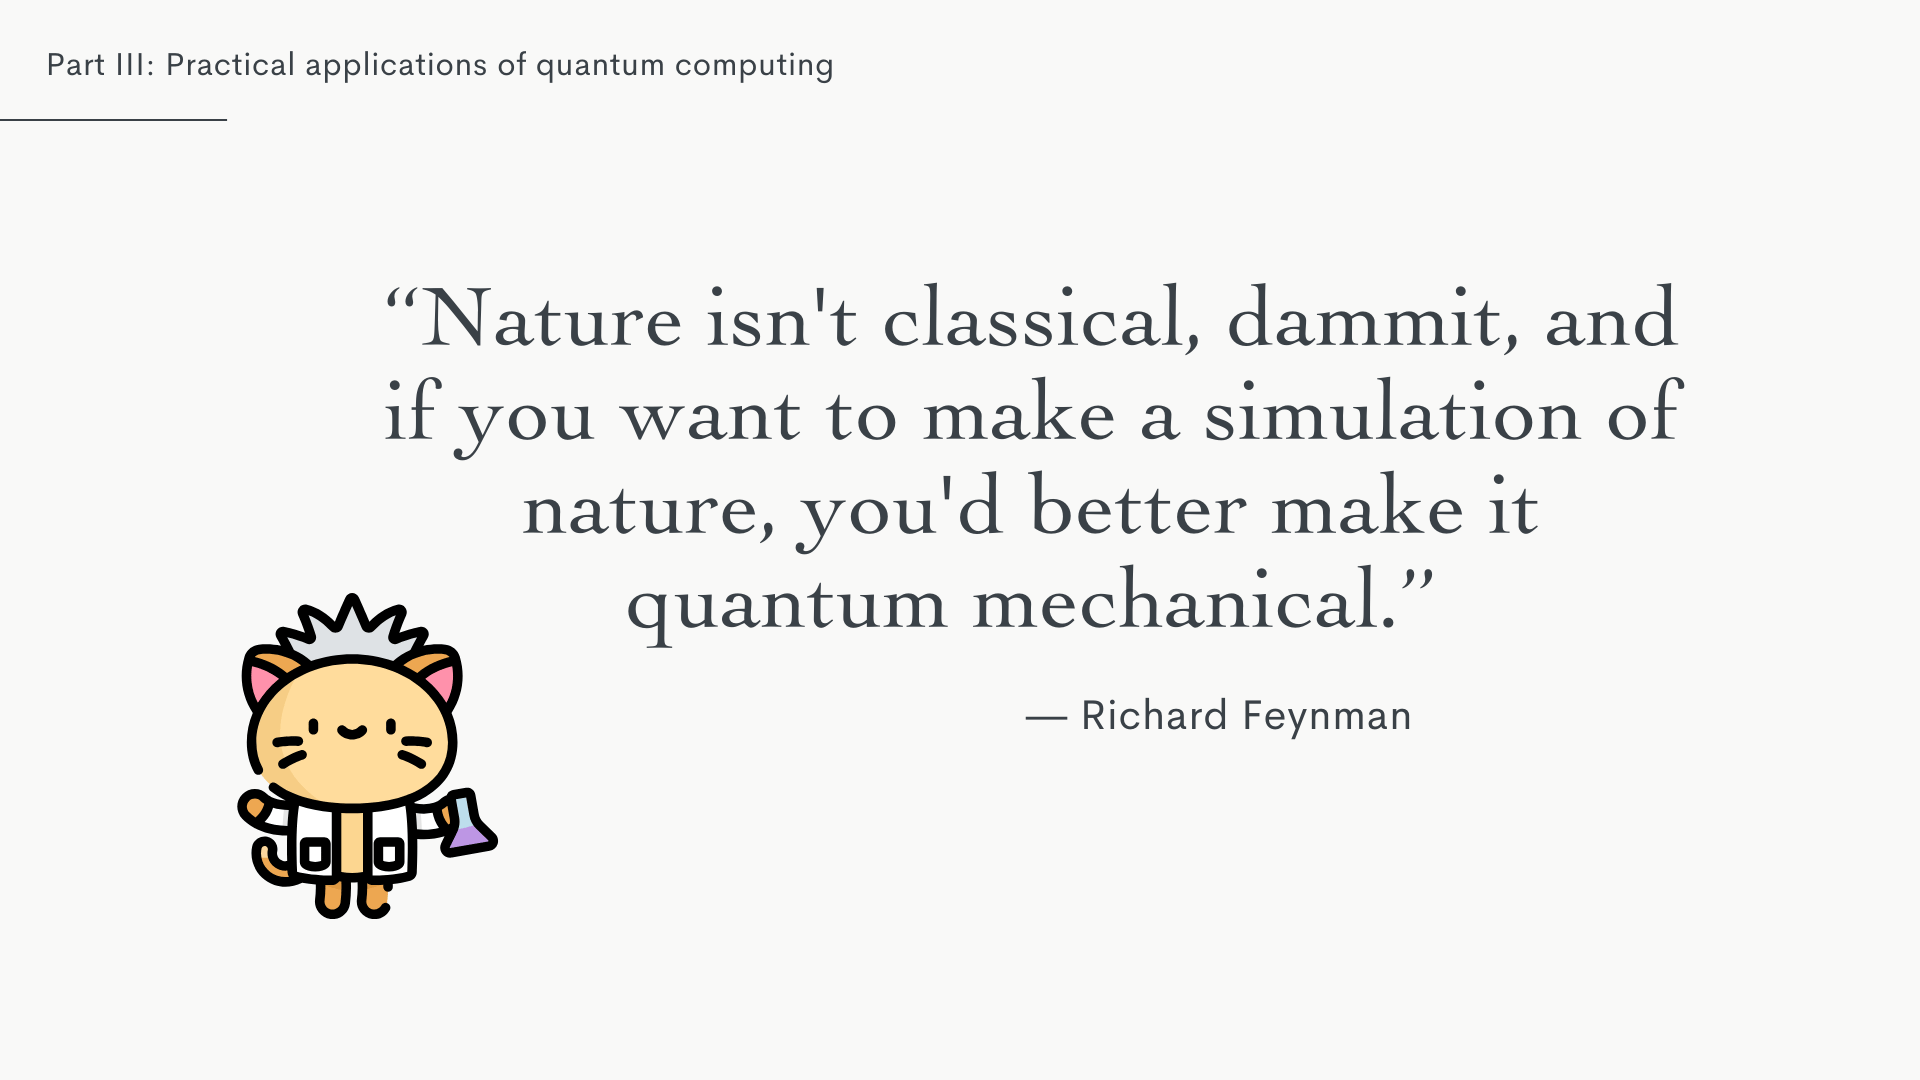 Part III: Practical applications of quantum computing
“Nature isn't classical, dammit, and
if you want to make a simulation of
nature, you'd better make it
quantum mechanical.”
— Richard Feynman